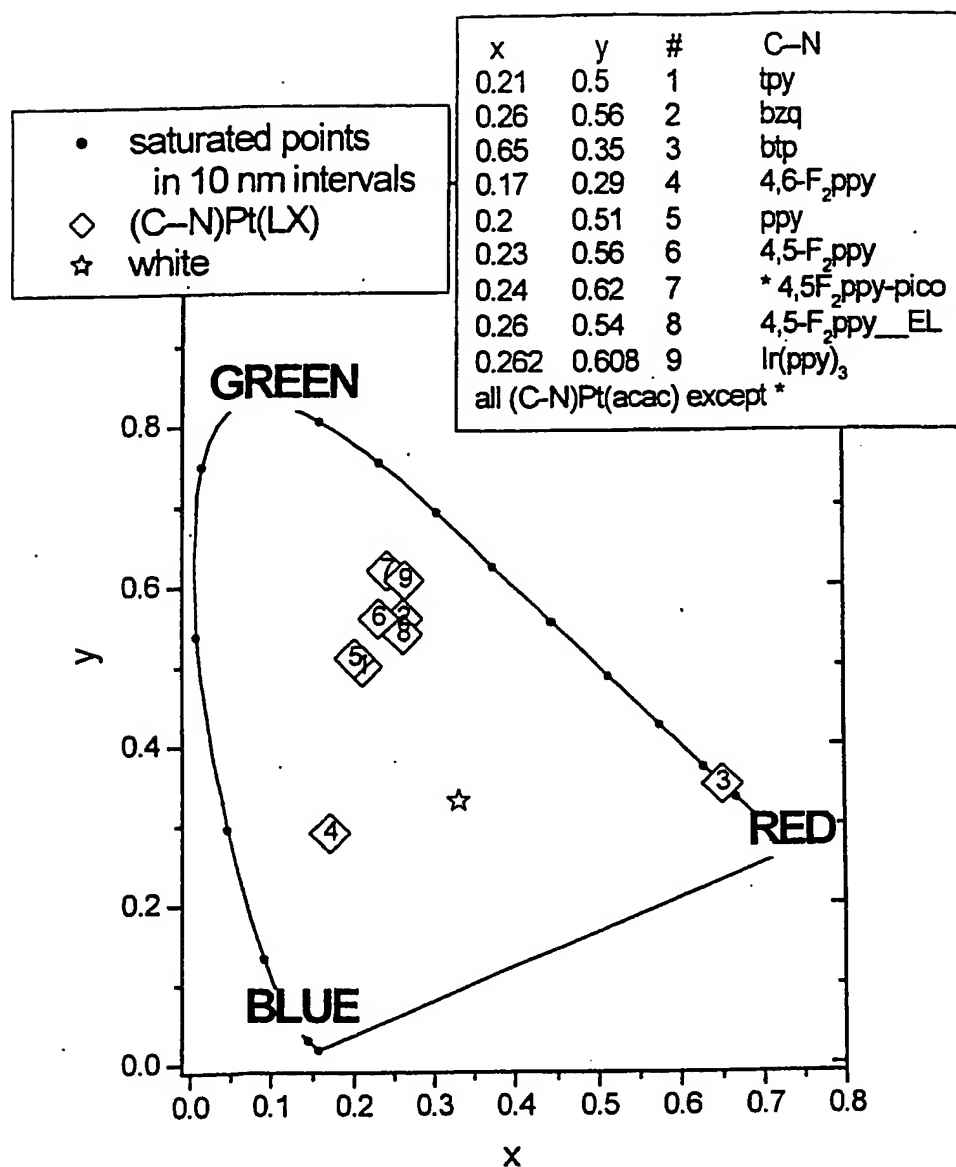 x y # C–N
0.21 0.5 1 tpy
0.26 0.56 2 bzq
0.65 0.35 3 btp
0.17 0.29 4 4,6-F₂ppy
0.2 0.51 5 ppy
0.23 0.56 6 4,5-F₂ppy
0.24 0.62 7 * 4,5F₂ppy-pico
0.26 0.54 8 4,5-F₂ppy__EL
0.262 0.608 9 Ir(ppy)₃
all (C-N)Pt(acac) except *
saturated points
in 10 nm intervals
(C–N)Pt(LX)
white
GREEN
0.8
7 9
0.6
6 2
8
5 1
y
0.4
3
RED
4
0.2
BLUE
0.0
0.0 0.1 0.2 0.3 0.4 0.5 0.6 0.7 0.8
x